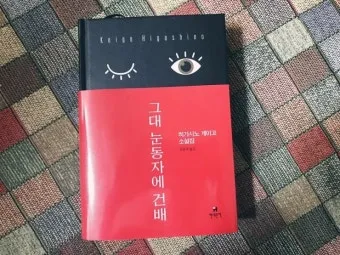 Keigo Higashino
그대 눈동자에 건배
히가시노 게이고
소설집